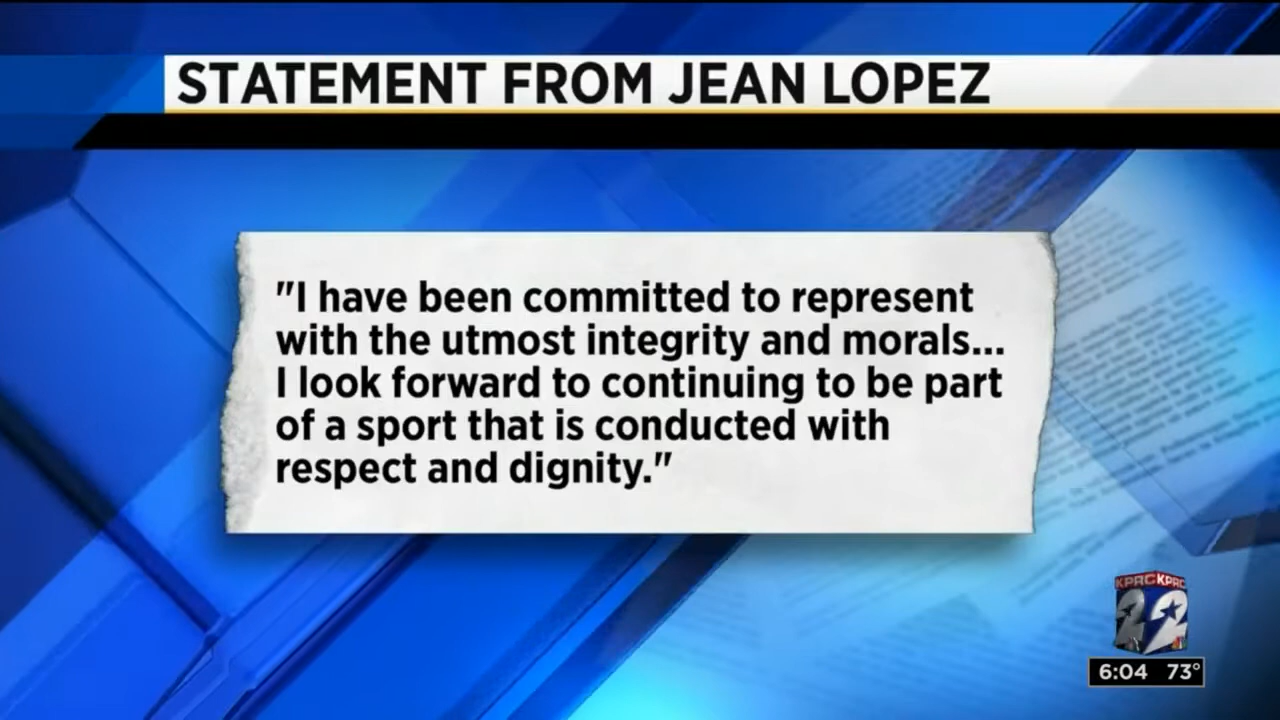 STATEMENT FROM JEAN LOPEZ
"I have been committed to represent
with the utmost integrity and morals...
I look forward to continuing to be part
of a sport that is conducted with
respect and dignity."
KPRC KPRC
2 2
6:04 73°